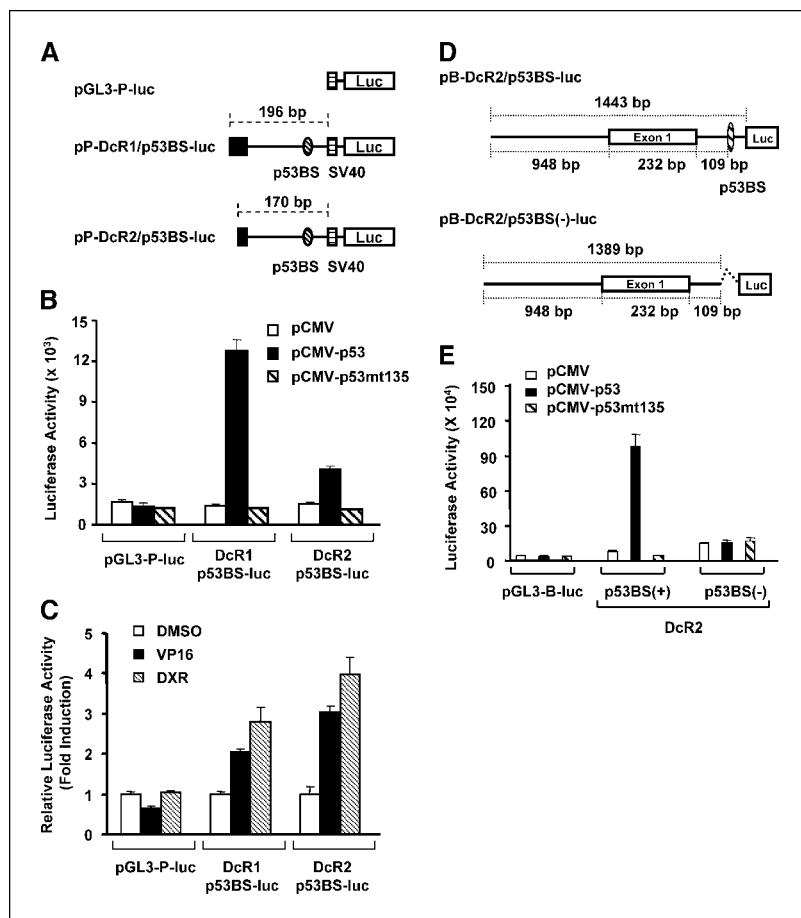 A
pGL3-P-luc
Luc
196 bp
pP-DcR1/p53BS-luc
Luc
p53BS SV40
170 bp
pP-DcR2/p53BS-luc
Luc
p53BS SV40
B
Luciferase Activity (x 10³)
15
12
9
6
3
0
pCMV
pCMV-p53
pCMV-p53mt135
pGL3-P-luc
DcR1
p53BS-luc
DcR2
p53BS-luc
C
Relative Luciferase Activity
(Fold Induction)
5
4
3
2
1
0
DMSO
VP16
DXR
pGL3-P-luc
DcR1
p53BS-luc
DcR2
p53BS-luc
D
pB-DcR2/p53BS-luc
1443 bp
Exon 1
Luc
948 bp
232 bp
109 bp
p53BS
pB-DcR2/p53BS(-)-luc
1389 bp
Exon 1
Luc
948 bp
232 bp
109 bp
E
Luciferase Activity (X 10⁴)
150
120
90
60
30
0
pCMV
pCMV-p53
pCMV-p53mt135
pGL3-B-luc
p53BS(+)
p53BS(-)
DcR2